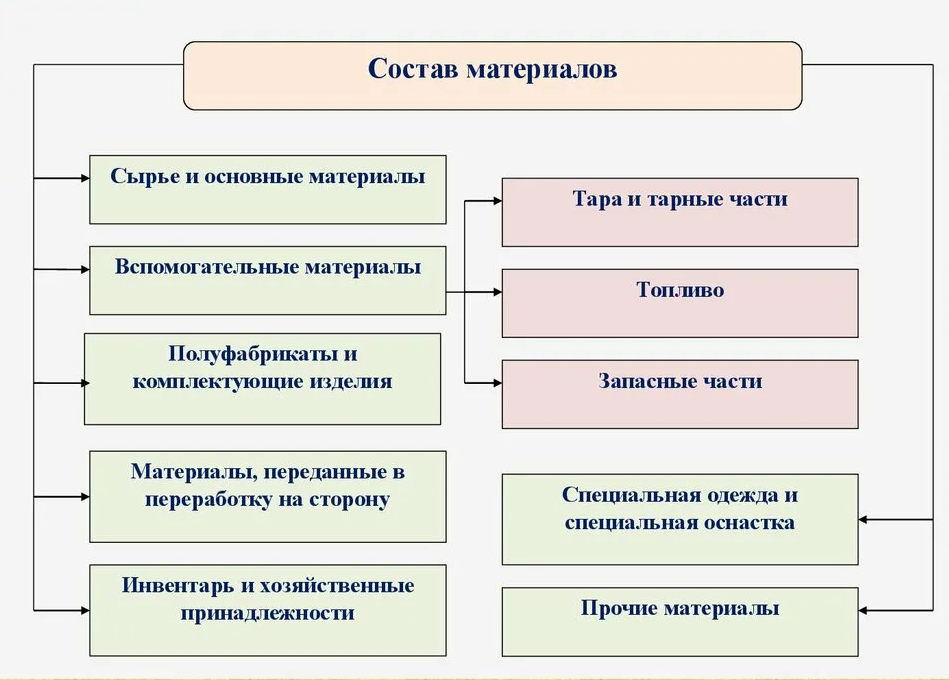 Состав материалов
Сырье и основные материалы
Вспомогательные материалы
Полуфабрикаты и
комплектующие изделия
Материалы, переданные в
переработку на сторону
Инвентарь и хозяйственные
принадлежности
Тара и тарные части
Топливо
Запасные части
Специальная одежда и
специальная оснастка
Прочие материалы